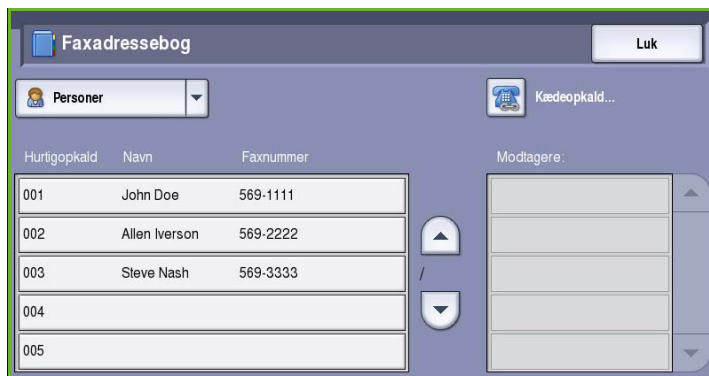 Faxadressebog
Luk
Personer
Kædeopkald...
Hurtigopkald Navn Faxnummer
Modtagere:
001 John Doe 569-1111
002 Allen Iverson 569-2222
003 Steve Nash 569-3333
/
004
005